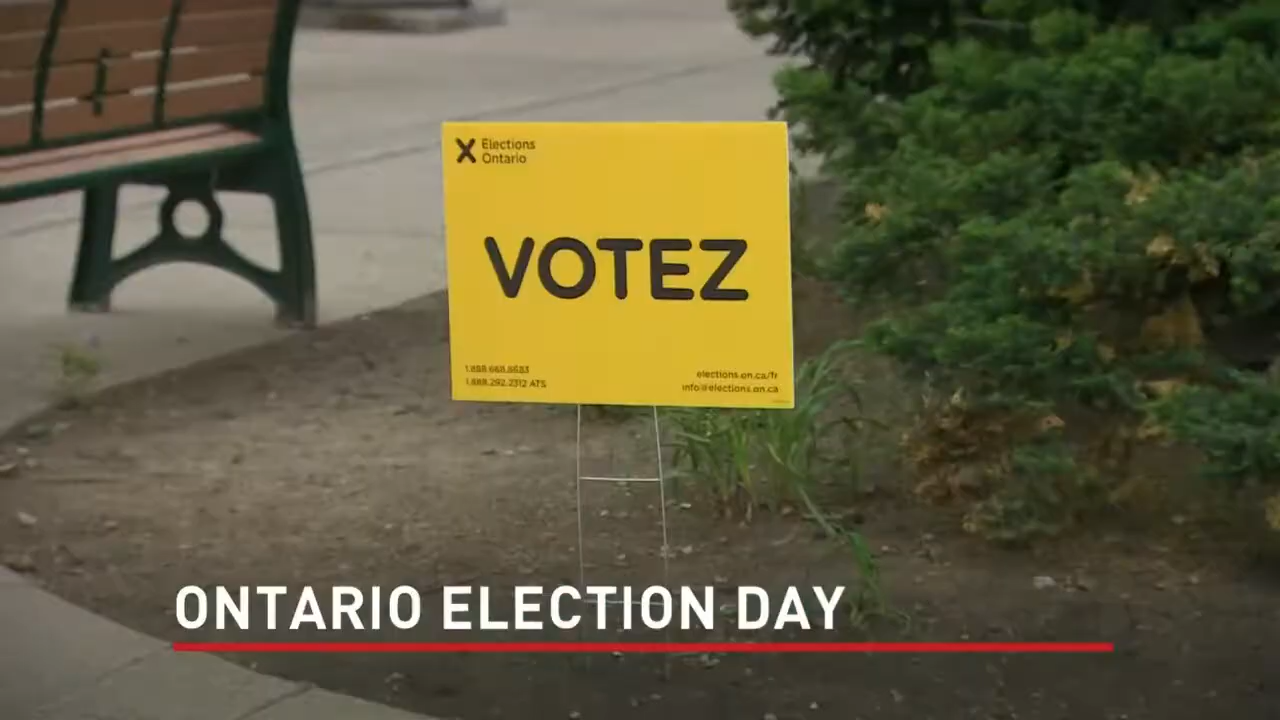 Elections
Ontario
VOTEZ
1.888.668.8683
1.888.292.2312 ATS
elections.on.ca/fr
info@elections.on.ca
ONTARIO ELECTION DAY